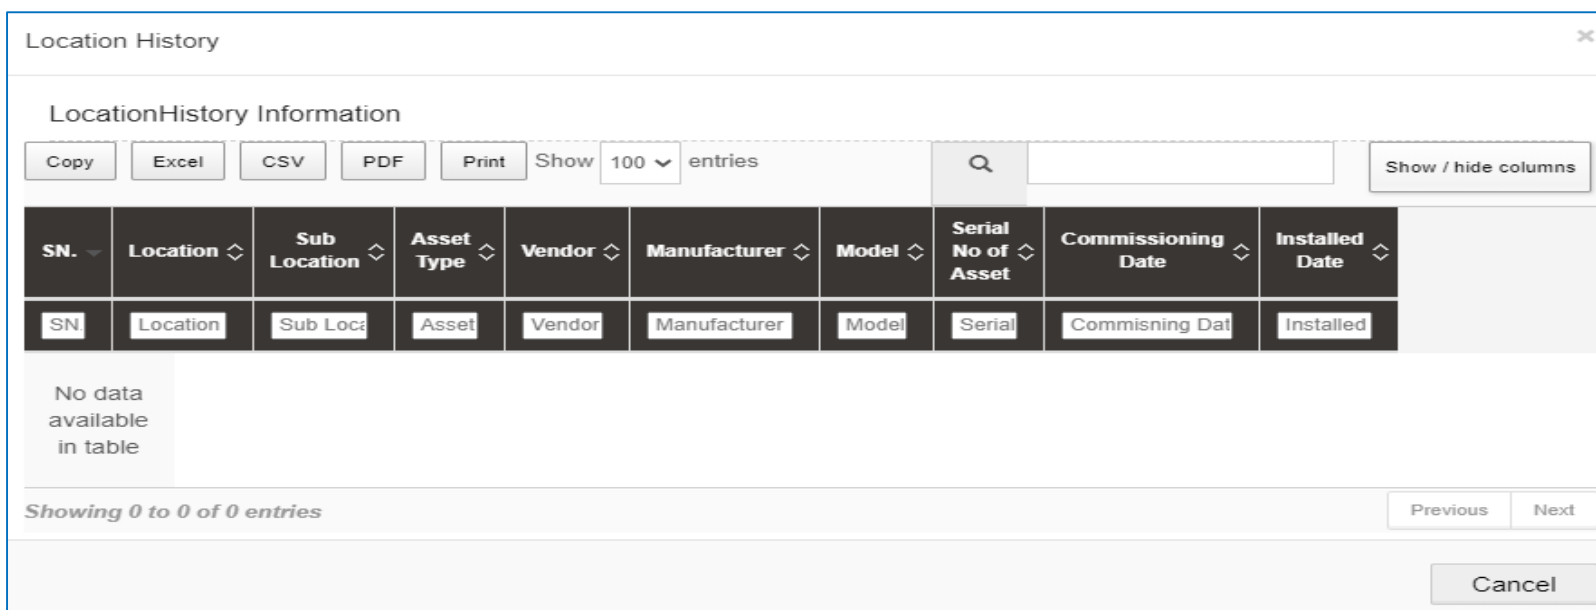 Location History
×
LocationHistory Information
Copy Excel CSV PDF Print Show 100 entries Show / hide columns
SN. Location Sub Location Asset Type Vendor Manufacturer Model Serial No of Asset Commissioning Date Installed Date
SN. Location Sub Loca Asset Vendor Manufacturer Model Serial Commisning Dat Installed
No data
available
in table
Showing 0 to 0 of 0 entries Previous Next
Cancel